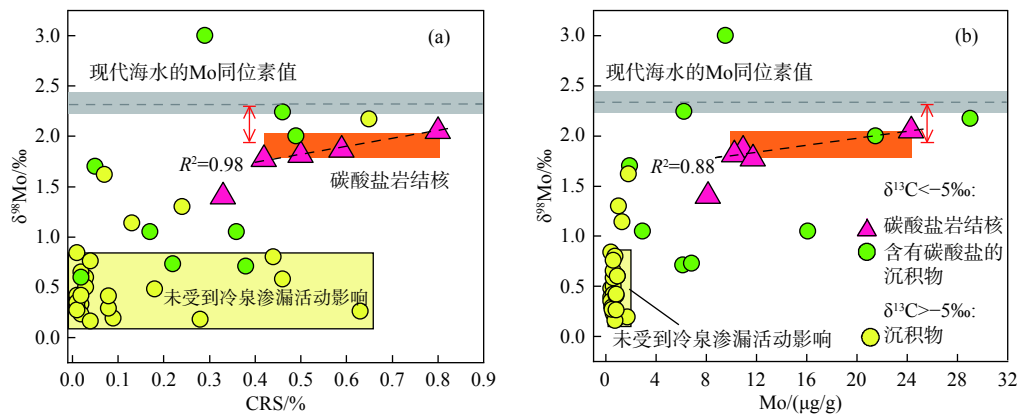 (a)
现代海水的Mo同位素值
R²=0.98
碳酸盐岩结核
未受到冷泉渗漏活动影响
δ⁹⁸Mo/‰
3.0
2.5
2.0
1.5
1.0
0.5
0.0
0.0 0.1 0.2 0.3 0.4 0.5 0.6 0.7 0.8 0.9
CRS/%
(b)
现代海水的Mo同位素值
R²=0.88
δ¹³C<−5‰:
碳酸盐岩结核
含有碳酸盐的
沉积物
δ¹³C>−5‰:
沉积物
未受到冷泉渗漏活动影响
δ⁹⁸Mo/‰
3.0
2.5
2.0
1.5
1.0
0.5
0.0
0 4 8 12 16 20 24 28 32
Mo/(μg/g)